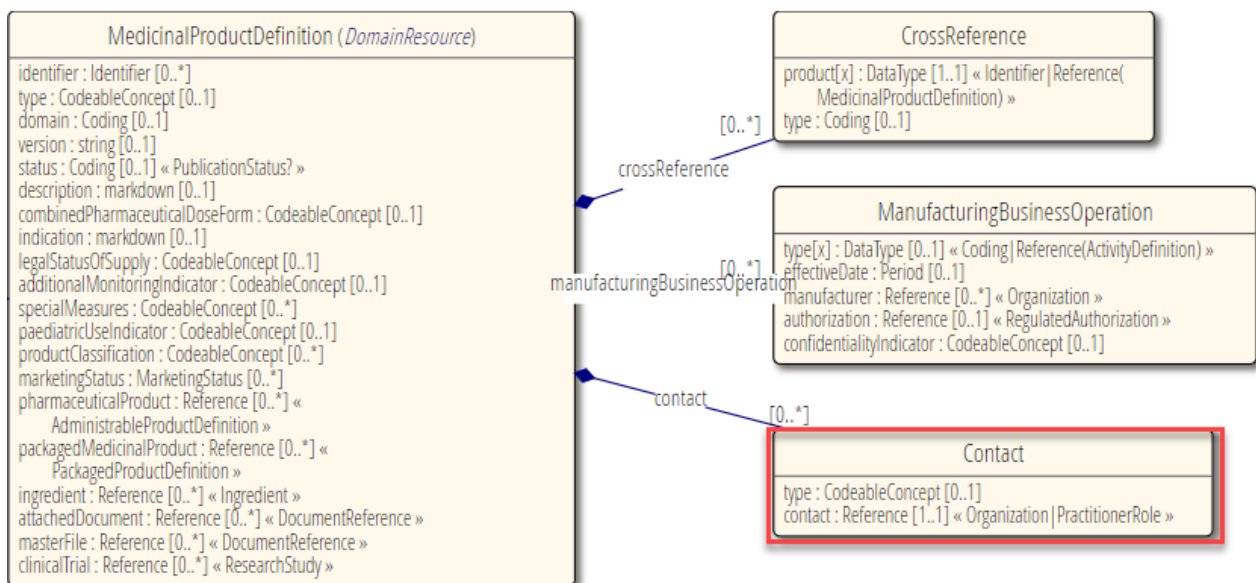 MedicinalProductDefinition (DomainResource)
identifier : Identifier [0..*]
type : CodeableConcept [0..1]
domain : Coding [0..1]
version : string [0..1]
status : Coding [0..1] « PublicationStatus? »
description : markdown [0..1]
combinedPharmaceuticalDoseForm : CodeableConcept [0..1]
indication : markdown [0..1]
legalStatusOfSupply : CodeableConcept [0..1]
additionalMonitoringIndicator : CodeableConcept [0..1]
specialMeasures : CodeableConcept [0..*]
paediatricUseIndicator : CodeableConcept [0..1]
productClassification : CodeableConcept [0..*]
marketingStatus : MarketingStatus [0..*]
pharmaceuticalProduct : Reference [0..*] «
AdministrableProductDefinition »
packagedMedicinalProduct : Reference [0..*] «
PackagedProductDefinition »
ingredient : Reference [0..*] « Ingredient »
attachedDocument : Reference [0..*] « DocumentReference »
masterFile : Reference [0..*] « DocumentReference »
clinicalTrial : Reference [0..*] « ResearchStudy »
[0..*]
crossReference
[0..*]
manufacturingBusinessOperation
contact
[0..*]
CrossReference
product[x] : DataType [1..1] « Identifier|Reference(
MedicinalProductDefinition) »
type : Coding [0..1]
ManufacturingBusinessOperation
type[x] : DataType [0..1] « Coding|Reference(ActivityDefinition) »
effectiveDate : Period [0..1]
manufacturer : Reference [0..*] « Organization »
authorization : Reference [0..1] « RegulatedAuthorization »
confidentialityIndicator : CodeableConcept [0..1]
Contact
type : CodeableConcept [0..1]
contact : Reference [1..1] « Organization|PractitionerRole »